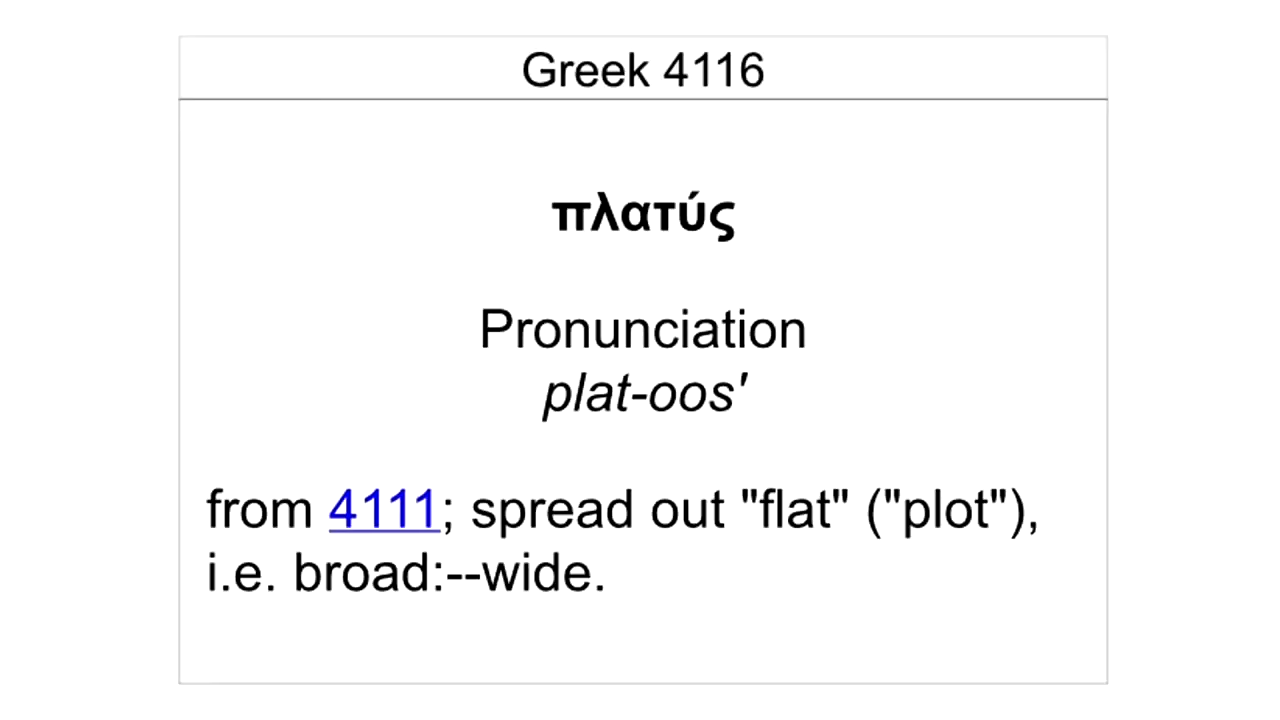 Greek 4116
πλατύς
Pronunciation
plat-oos'
from 4111; spread out "flat" ("plot"),
i.e. broad:--wide.